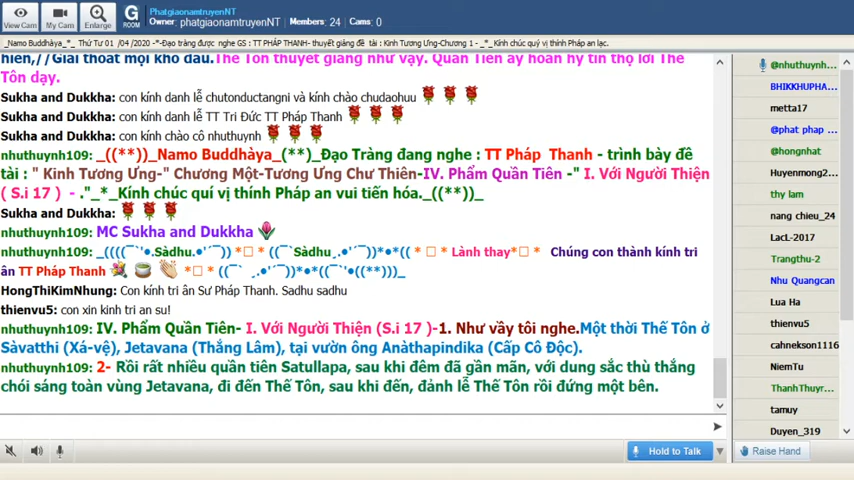 PhatgiaonamtruyenNT
Owner: phatgiaonamtruyenNT Members: 24 Cams: 0
View Cam
My Cam
Enlarge
G
ROOM
_Namo Buddhàya_*_ Thứ Tư 01 /04 /2020 -*-Đạo tràng được nghe GS : TT PHÁP THANH- thuyết giảng đề tài : Kinh Tương Ưng-Chương 1 - _*_ Kính chúc quý vị thính Pháp an lạc.
hiền,//Giải thoát mọi khổ đau.Thế Tôn thuyết giảng như vậy. Quần Tiên ấy hoan hỷ tin thọ lời Thế
Tôn dạy.
Sukha and Dukkha: con kính danh lễ chutonductangni và kính chào chudaohuu
Sukha and Dukkha: con kính danh lễ TT Tri Đức TT Pháp Thanh
Sukha and Dukkha: con kính chào cô nhuthuynh
nhuthuynh109: _((**))_Namo Buddhàya_(**)_Đạo Tràng đang nghe : TT Pháp Thanh - trình bày đề
tài : " Kinh Tương Ưng-" Chương Một-Tương Ưng Chư Thiên-IV. Phẩm Quần Tiên -" I. Với Người Thiện
( S.i 17 ) - ."_*_Kính chúc quí vị thính Pháp an vui tiến hóa._((**))_
Sukha and Dukkha:
nhuthuynh109: MC Sukha and Dukkha
nhuthuynh109: Sàdhu Sàdhu Lành thay Chúng con thành kính tri
ân TT Pháp Thanh
HongThiKimNhung: Con kính tri ân Sư Pháp Thanh. Sadhu sadhu
thienvu5: con xin kinh tri an su!
nhuthuynh109: IV. Phẩm Quần Tiên- I. Với Người Thiện (S.i 17)-1. Như vầy tôi nghe.Một thời Thế Tôn ở
Sàvatthi (Xá-vệ), Jetavana (Thắng Lâm), tại vườn ông Anàthapindika (Cấp Cô Độc).
nhuthuynh109: 2- Rồi rất nhiều quần tiên Satullapa, sau khi đêm đã gần mãn, với dung sắc thù thắng
chói sáng toàn vùng Jetavana, đi đến Thế Tôn, sau khi đến, đảnh lễ Thế Tôn rồi đứng một bên.
Hold to Talk
@nhuthuynh...
BHIKKHUPHA...
metta17
@phat phap ...
@hongnhat
Huyenmong2...
thy lam
nang chieu_24
LacL-2017
Trangthu-2
Nhu Quangcan
Lua Ha
thienvu5
cahnekson1116
NiemTu
ThanhThuyr...
tamuy
Duyen_319
Raise Hand